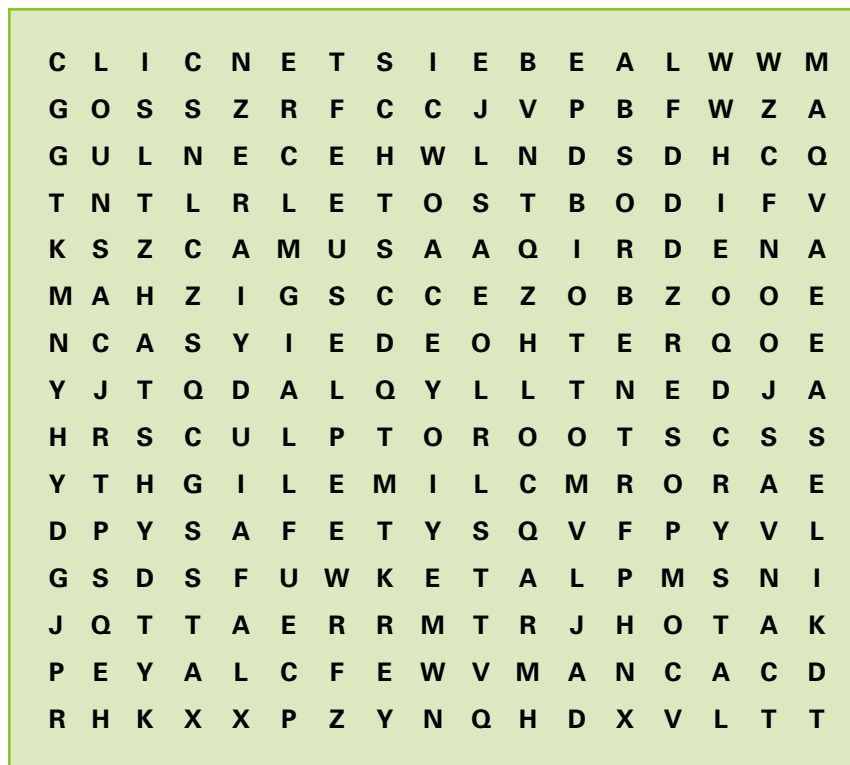 C L I C N E T S I E B E A L W W M
G O S S Z R F C C J V P B F W Z A
G U L N E C E H W L N D S D H C Q
T N T L R L E T O S T B O D I F V
K S Z C A M U S A A Q I R D E N A
M A H Z I G S C C E Z O B Z O O E
N C A S Y I E D E O H T E R Q O E
Y J T Q D A L Q Y L L T N E D J A
H R S C U L P T O R O O T S C S S
Y T H G I L E M I L C M R O R A E
D P Y S A F E T Y S Q V F P Y V L
G S D S F U W K E T A L P M S N I
J Q T T A E R R M T R J H O T A K
P E Y A L C F E W V M A N C A C D
R H K X X P Z Y N Q H D X V L T T